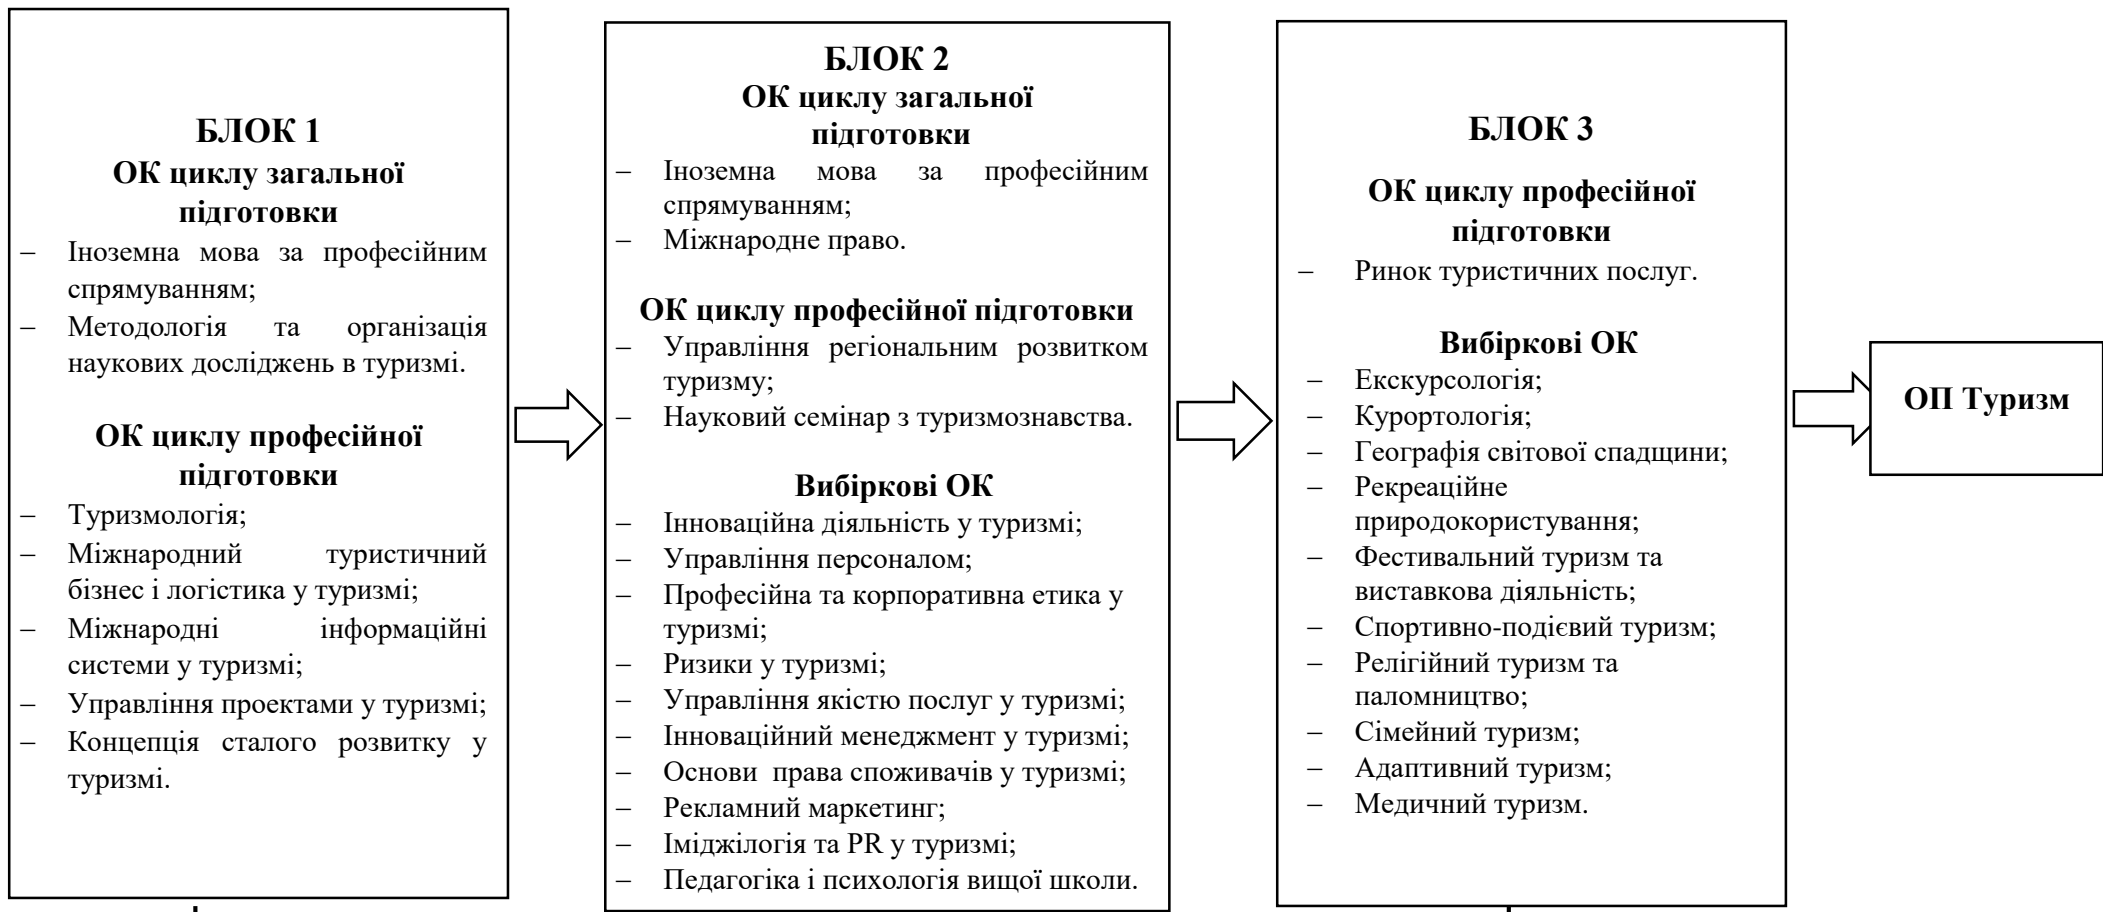 БЛОК 1
ОК циклу загальної
підготовки
– Іноземна мова за професійним
спрямуванням;
– Методологія та організація
наукових досліджень в туризмі.
ОК циклу професійної
підготовки
– Туризмологія;
– Міжнародний туристичний
бізнес і логістика у туризмі;
– Міжнародні інформаційні
системи у туризмі;
– Управління проектами у туризмі;
– Концепція сталого розвитку у
туризмі.
БЛОК 2
ОК циклу загальної
підготовки
– Іноземна мова за професійним
спрямуванням;
– Міжнародне право.
ОК циклу професійної підготовки
– Управління регіональним розвитком
туризму;
– Науковий семінар з туризмознавства.
Вибіркові ОК
– Інноваційна діяльність у туризмі;
– Управління персоналом;
– Професійна та корпоративна етика у
туризмі;
– Ризики у туризмі;
– Управління якістю послуг у туризмі;
– Інноваційний менеджмент у туризмі;
– Основи права споживачів у туризмі;
– Рекламний маркетинг;
– Іміджілогія та PR у туризмі;
– Педагогіка і психологія вищої школи.
БЛОК 3
ОК циклу професійної
підготовки
– Ринок туристичних послуг.
Вибіркові ОК
– Екскурсологія;
– Курортологія;
– Географія світової спадщини;
– Рекреаційне
природокористування;
– Фестивальний туризм та
виставкова діяльність;
– Спортивно-подієвий туризм;
– Релігійний туризм та
паломництво;
– Сімейний туризм;
– Адаптивний туризм;
– Медичний туризм.
ОП Туризм